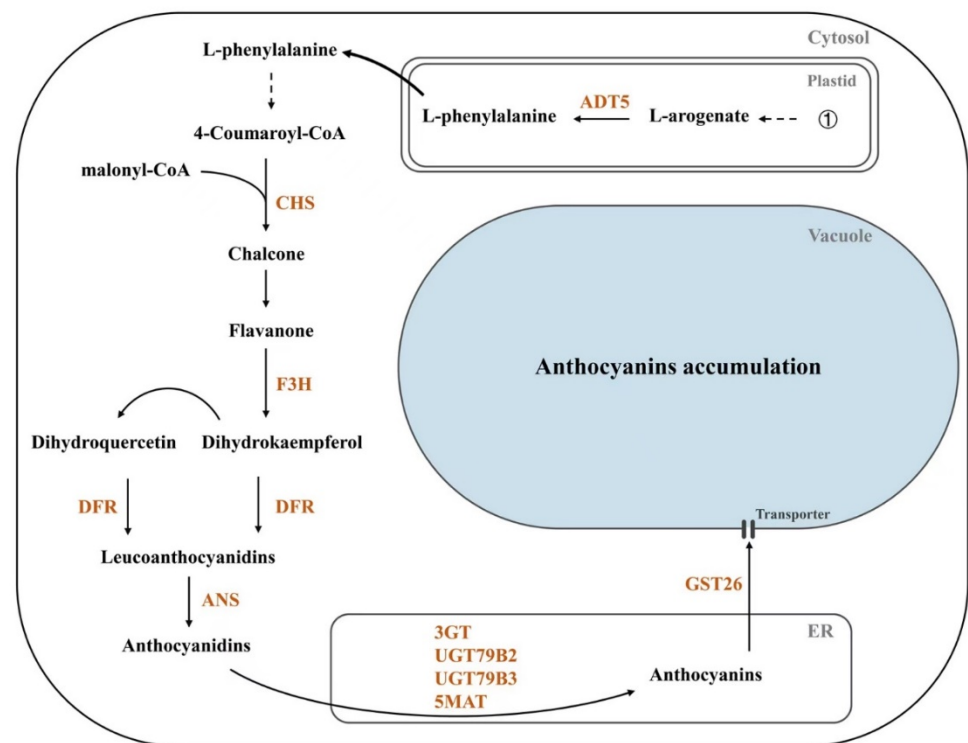 Cytosol
L-phenylalanine
Plastid
L-phenylalanine
ADT5
L-arogenate
①
4-Coumaroyl-CoA
malonyl-CoA
CHS
Chalcone
Vacuole
Flavanone
Anthocyanins accumulation
F3H
Dihydroquercetin
Dihydrokaempferol
DFR
DFR
Transporter
Leucoanthocyanidins
GST26
ANS
Anthocyanidins
ER
3GT
UGT79B2
UGT79B3
5MAT
Anthocyanins